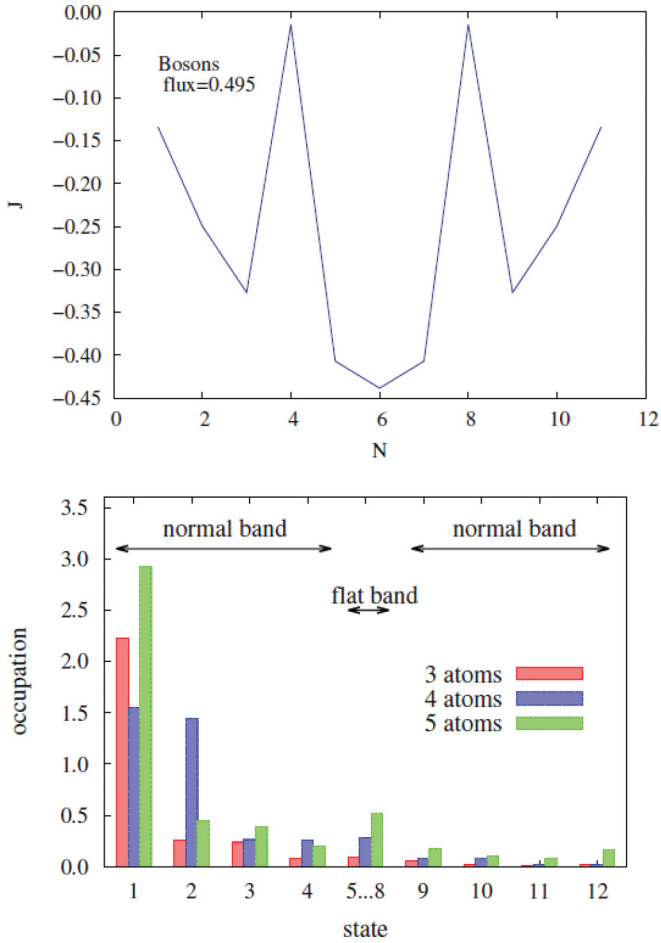 0.00
−0.05
−0.10
−0.15
−0.20
−0.25
−0.30
−0.35
−0.40
−0.45
J
Bosons
flux=0.495
0 2 4 6 8 10 12
N
3.5
3.0
2.5
2.0
1.5
1.0
0.5
0.0
occupation
normal band normal band
flat band
3 atoms
4 atoms
5 atoms
1 2 3 4 5...8 9 10 11 12
state